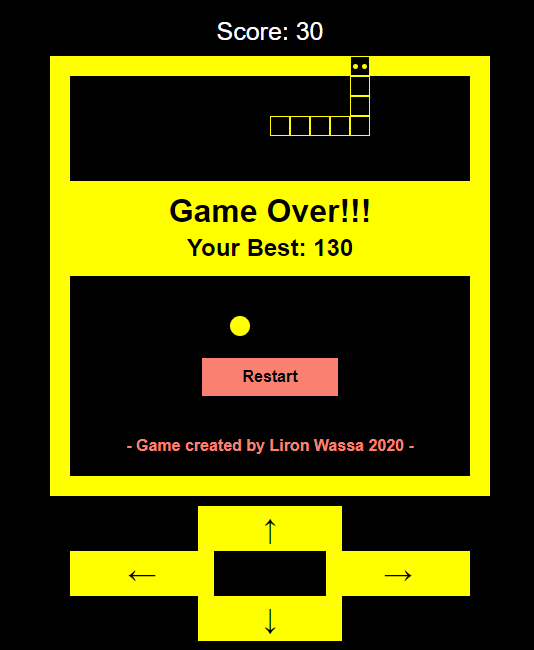 Score: 30
Game Over!!!
Your Best: 130
Restart
- Game created by Liron Wassa 2020 -
↑
← →
↓